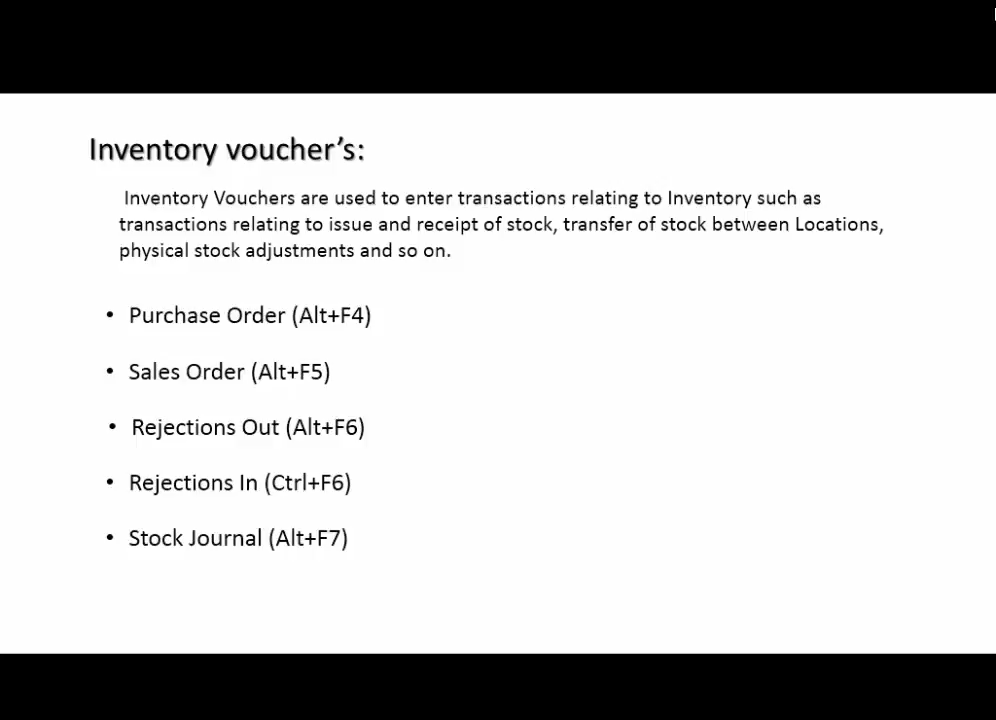 Inventory voucher’s:
Inventory Vouchers are used to enter transactions relating to Inventory such as
transactions relating to issue and receipt of stock, transfer of stock between Locations,
physical stock adjustments and so on.
• Purchase Order (Alt+F4)
• Sales Order (Alt+F5)
• Rejections Out (Alt+F6)
• Rejections In (Ctrl+F6)
• Stock Journal (Alt+F7)